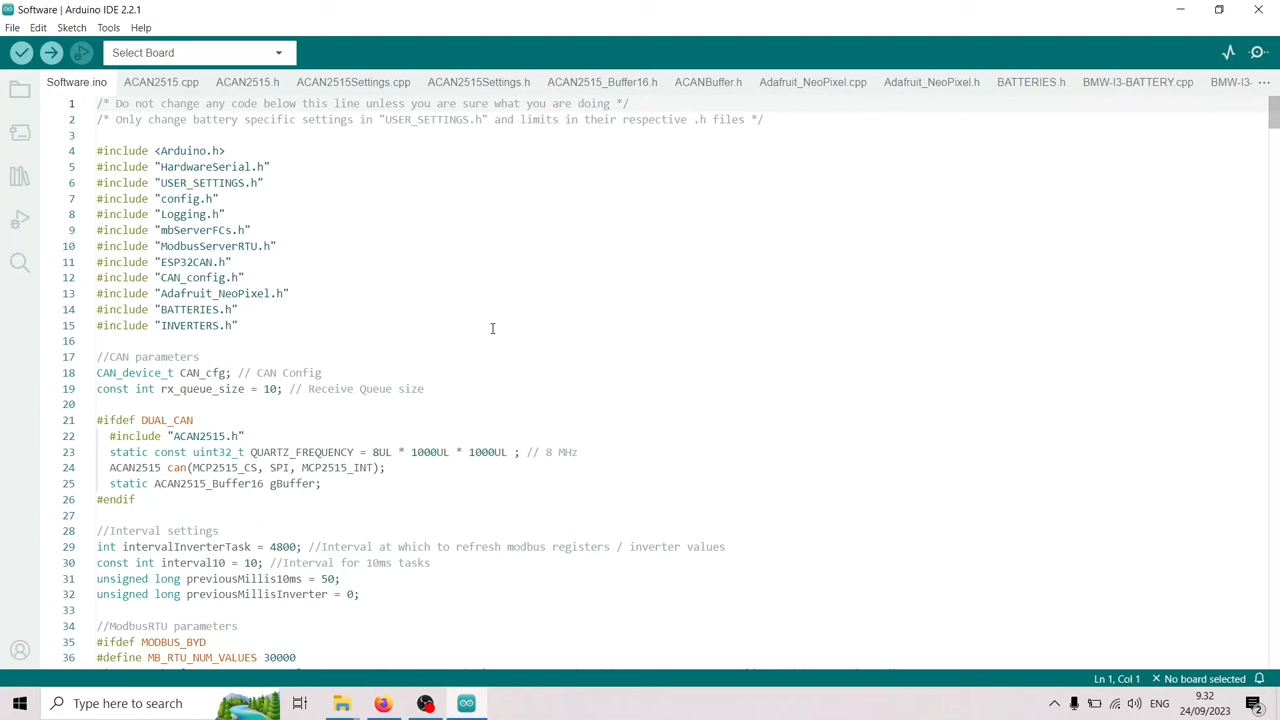 Software | Arduino IDE 2.2.1
File Edit Sketch Tools Help
Select Board
Software.ino ACAN2515.cpp ACAN2515.h ACAN2515Settings.cpp ACAN2515Settings.h ACAN2515_Buffer16.h ACANBuffer.h Adafruit_NeoPixel.cpp Adafruit_NeoPixel.h BATTERIES.h BMW-I3-BATTERY.cpp BMW-I3- ...
1 /* Do not change any code below this line unless you are sure what you are doing */
2 /* Only change battery specific settings in "USER_SETTINGS.h" and limits in their respective .h files */
3
4 #include <Arduino.h>
5 #include "HardwareSerial.h"
6 #include "USER_SETTINGS.h"
7 #include "config.h"
8 #include "Logging.h"
9 #include "mbServerFCs.h"
10 #include "ModbusServerRTU.h"
11 #include "ESP32CAN.h"
12 #include "CAN_config.h"
13 #include "Adafruit_NeoPixel.h"
14 #include "BATTERIES.h"
15 #include "INVERTERS.h"
16
17 //CAN parameters
18 CAN_device_t CAN_cfg; // CAN Config
19 const int rx_queue_size = 10; // Receive Queue size
20
21 #ifdef DUAL_CAN
22 #include "ACAN2515.h"
23 static const uint32_t QUARTZ_FREQUENCY = 8UL * 1000UL * 1000UL ; // 8 MHz
24 ACAN2515 can(MCP2515_CS, SPI, MCP2515_INT);
25 static ACAN2515_Buffer16 gBuffer;
26 #endif
27
28 //Interval settings
29 int intervalInverterTask = 4800; //Interval at which to refresh modbus registers / inverter values
30 const int interval10 = 10; //Interval for 10ms tasks
31 unsigned long previousMillis10ms = 50;
32 unsigned long previousMillisInverter = 0;
33
34 //ModbusRTU parameters
35 #ifdef MODBUS_BYD
36 #define MB_RTU_NUM_VALUES 30000
Ln 1, Col 1 No board selected
Type here to search
ENG
9.32
24/09/2023
2